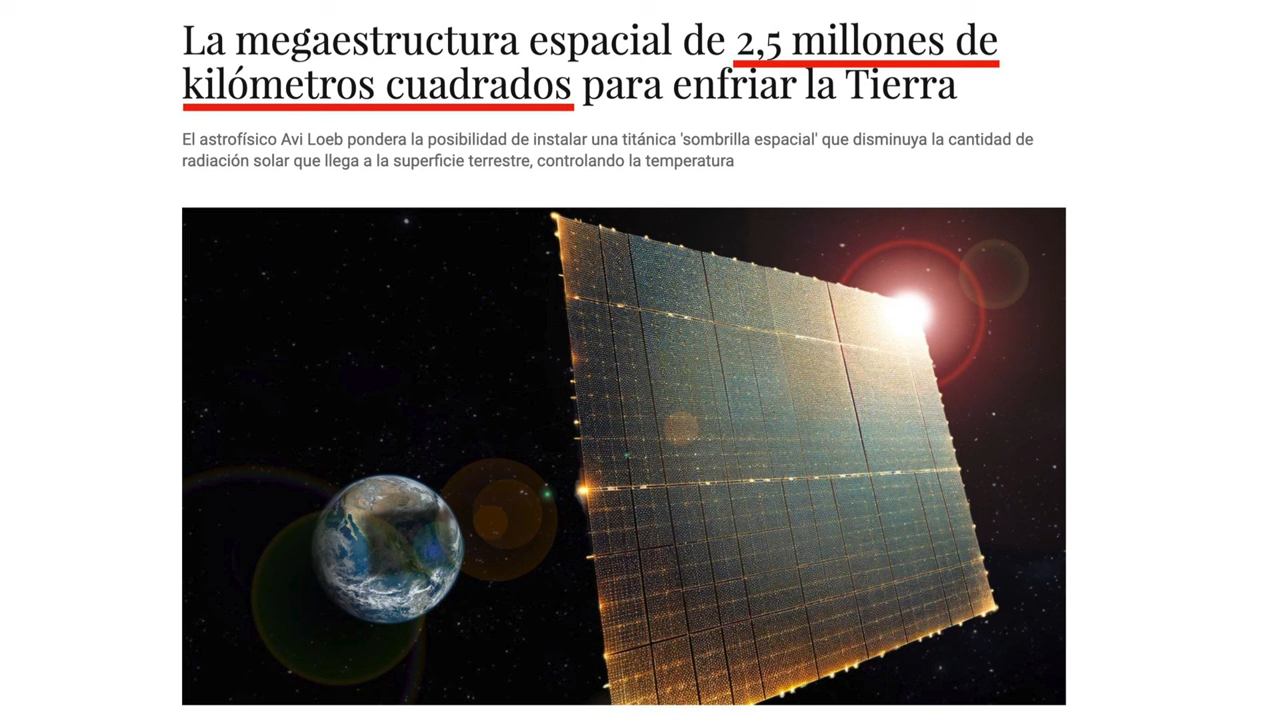 La megaestructura espacial de 2,5 millones de
kilómetros cuadrados para enfriar la Tierra
El astrofísico Avi Loeb pondera la posibilidad de instalar una titánica 'sombrilla espacial' que disminuya la cantidad de
radiación solar que llega a la superficie terrestre, controlando la temperatura